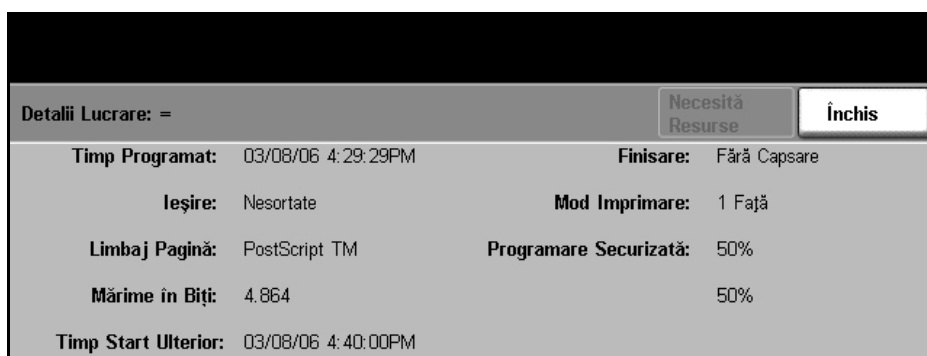 Detalii Lucrare: =
Necesită
Resurse
Închis
Timp Programat: 03/08/06 4:29:29PM
Finisare: Fără Capsare
Ieşire: Nesortate
Mod Imprimare: 1 Faţă
Limbaj Pagină: PostScript TM
Programare Securizată: 50%
Mărime în Biţi: 4.864
50%
Timp Start Ulterior: 03/08/06 4:40:00PM